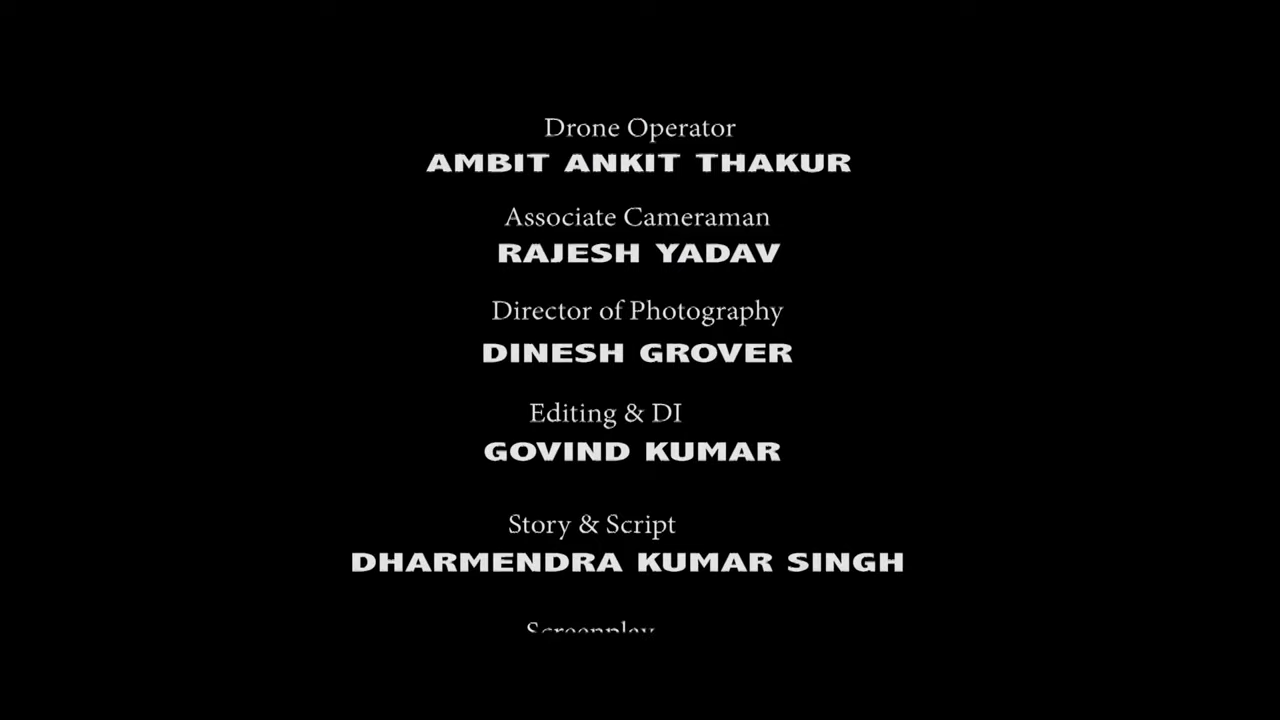 Drone Operator
AMBIT ANKIT THAKUR
Associate Cameraman
RAJESH YADAV
Director of Photography
DINESH GROVER
Editing & DI
GOVIND KUMAR
Story & Script
DHARMENDRA KUMAR SINGH
Screenplay